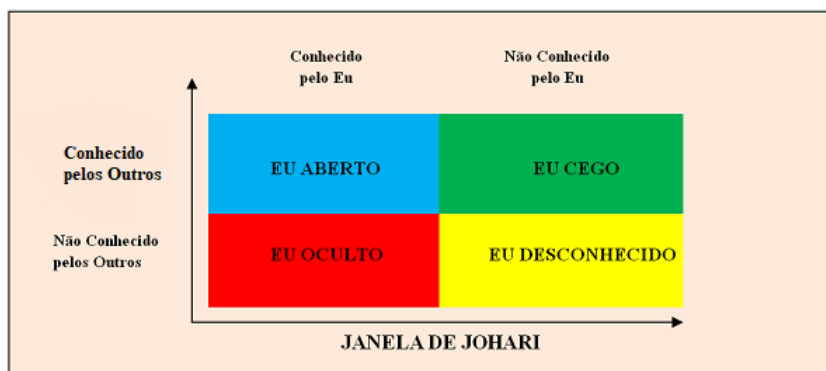 Conhecido
pelo Eu
Não Conhecido
pelo Eu
Conhecido
pelos Outros
EU ABERTO
EU CEGO
Não Conhecido
pelos Outros
EU OCULTO
EU DESCONHECIDO
JANELA DE JOHARI